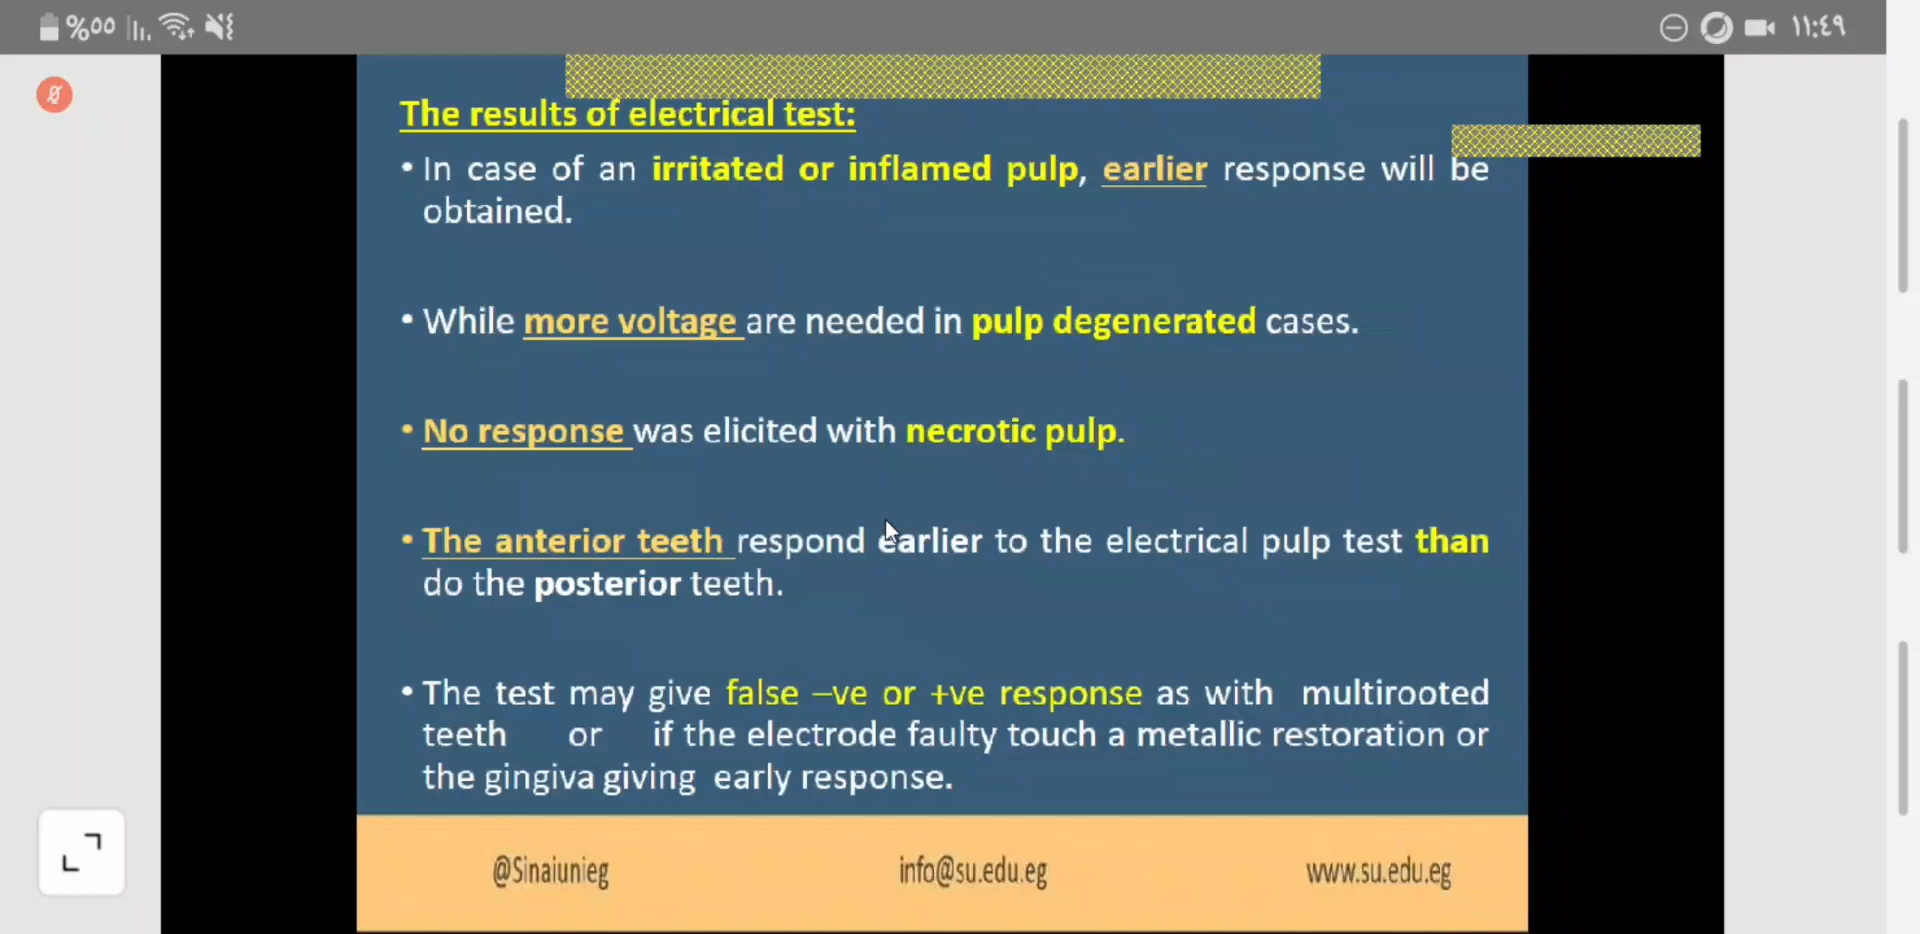 %٥٥ ١١:٤٩
The results of electrical test:
• In case of an irritated or inflamed pulp, earlier response will be
obtained.
• While more voltage are needed in pulp degenerated cases.
• No response was elicited with necrotic pulp.
• The anterior teeth respond earlier to the electrical pulp test than
do the posterior teeth.
• The test may give false –ve or +ve response as with multirooted
teeth or if the electrode faulty touch a metallic restoration or
the gingiva giving early response.
@Sinaiunieg info@su.edu.eg www.su.edu.eg